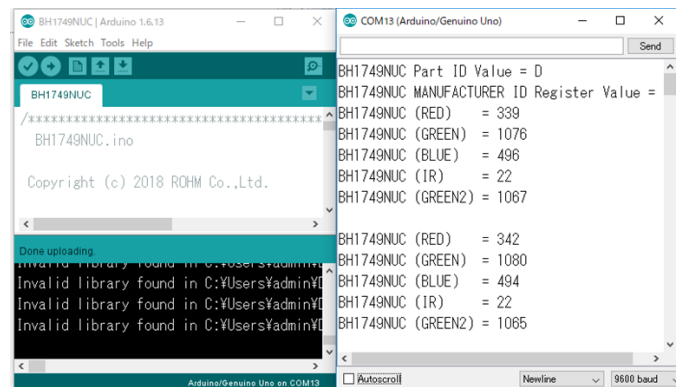 BH1749NUC | Arduino 1.6.13
File Edit Sketch Tools Help
BH1749NUC
/*****************************************
BH1749NUC.ino
Copyright (c) 2018 ROHM Co.,Ltd.
Done uploading.
Invalid library found in C:¥Users¥admin¥D
Invalid library found in C:¥Users¥admin¥D
Invalid library found in C:¥Users¥admin¥D
Invalid library found in C:¥Users¥admin¥D
Arduino/Genuino Uno on COM13
COM13 (Arduino/Genuino Uno)
Send
BH1749NUC Part ID Value = D
BH1749NUC MANUFACTURER ID Register Value =
BH1749NUC (RED) = 339
BH1749NUC (GREEN) = 1076
BH1749NUC (BLUE) = 496
BH1749NUC (IR) = 22
BH1749NUC (GREEN2) = 1067
BH1749NUC (RED) = 342
BH1749NUC (GREEN) = 1080
BH1749NUC (BLUE) = 494
BH1749NUC (IR) = 22
BH1749NUC (GREEN2) = 1065
Autoscroll
Newline
9600 baud